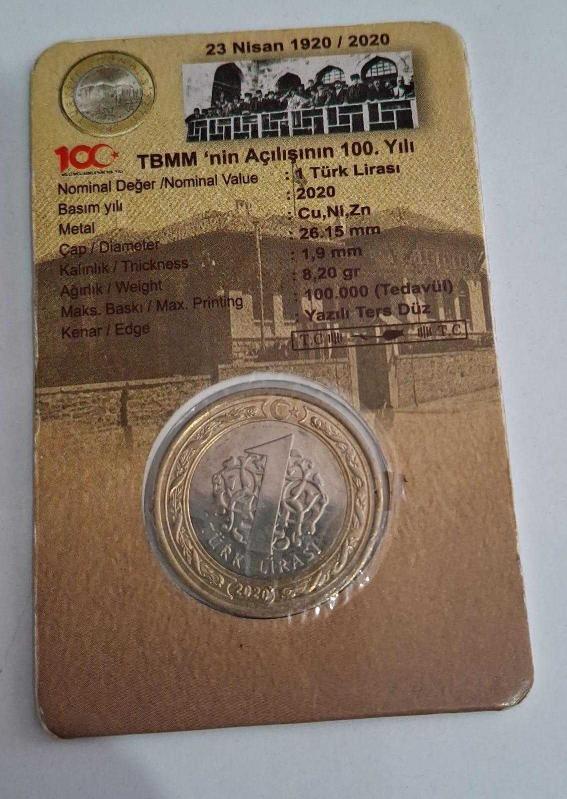 23 Nisan 1920 / 2020
100
TBMM 'nin Açılışının 100. Yılı
Nominal Değer /Nominal Value : 1 Türk Lirası
Basım yılı : 2020
Metal : Cu,Ni,Zn
Çap / Diameter : 26.15 mm
Kalınlık / Thickness : 1,9 mm
Ağırlık / Weight : 8,20 gr
Maks. Baskı / Max. Printing : 100.000 (Tedavül)
Kenar / Edge : Yazılı Ters Düz
T.C T.C.
1
TÜRK LİRASI
2020